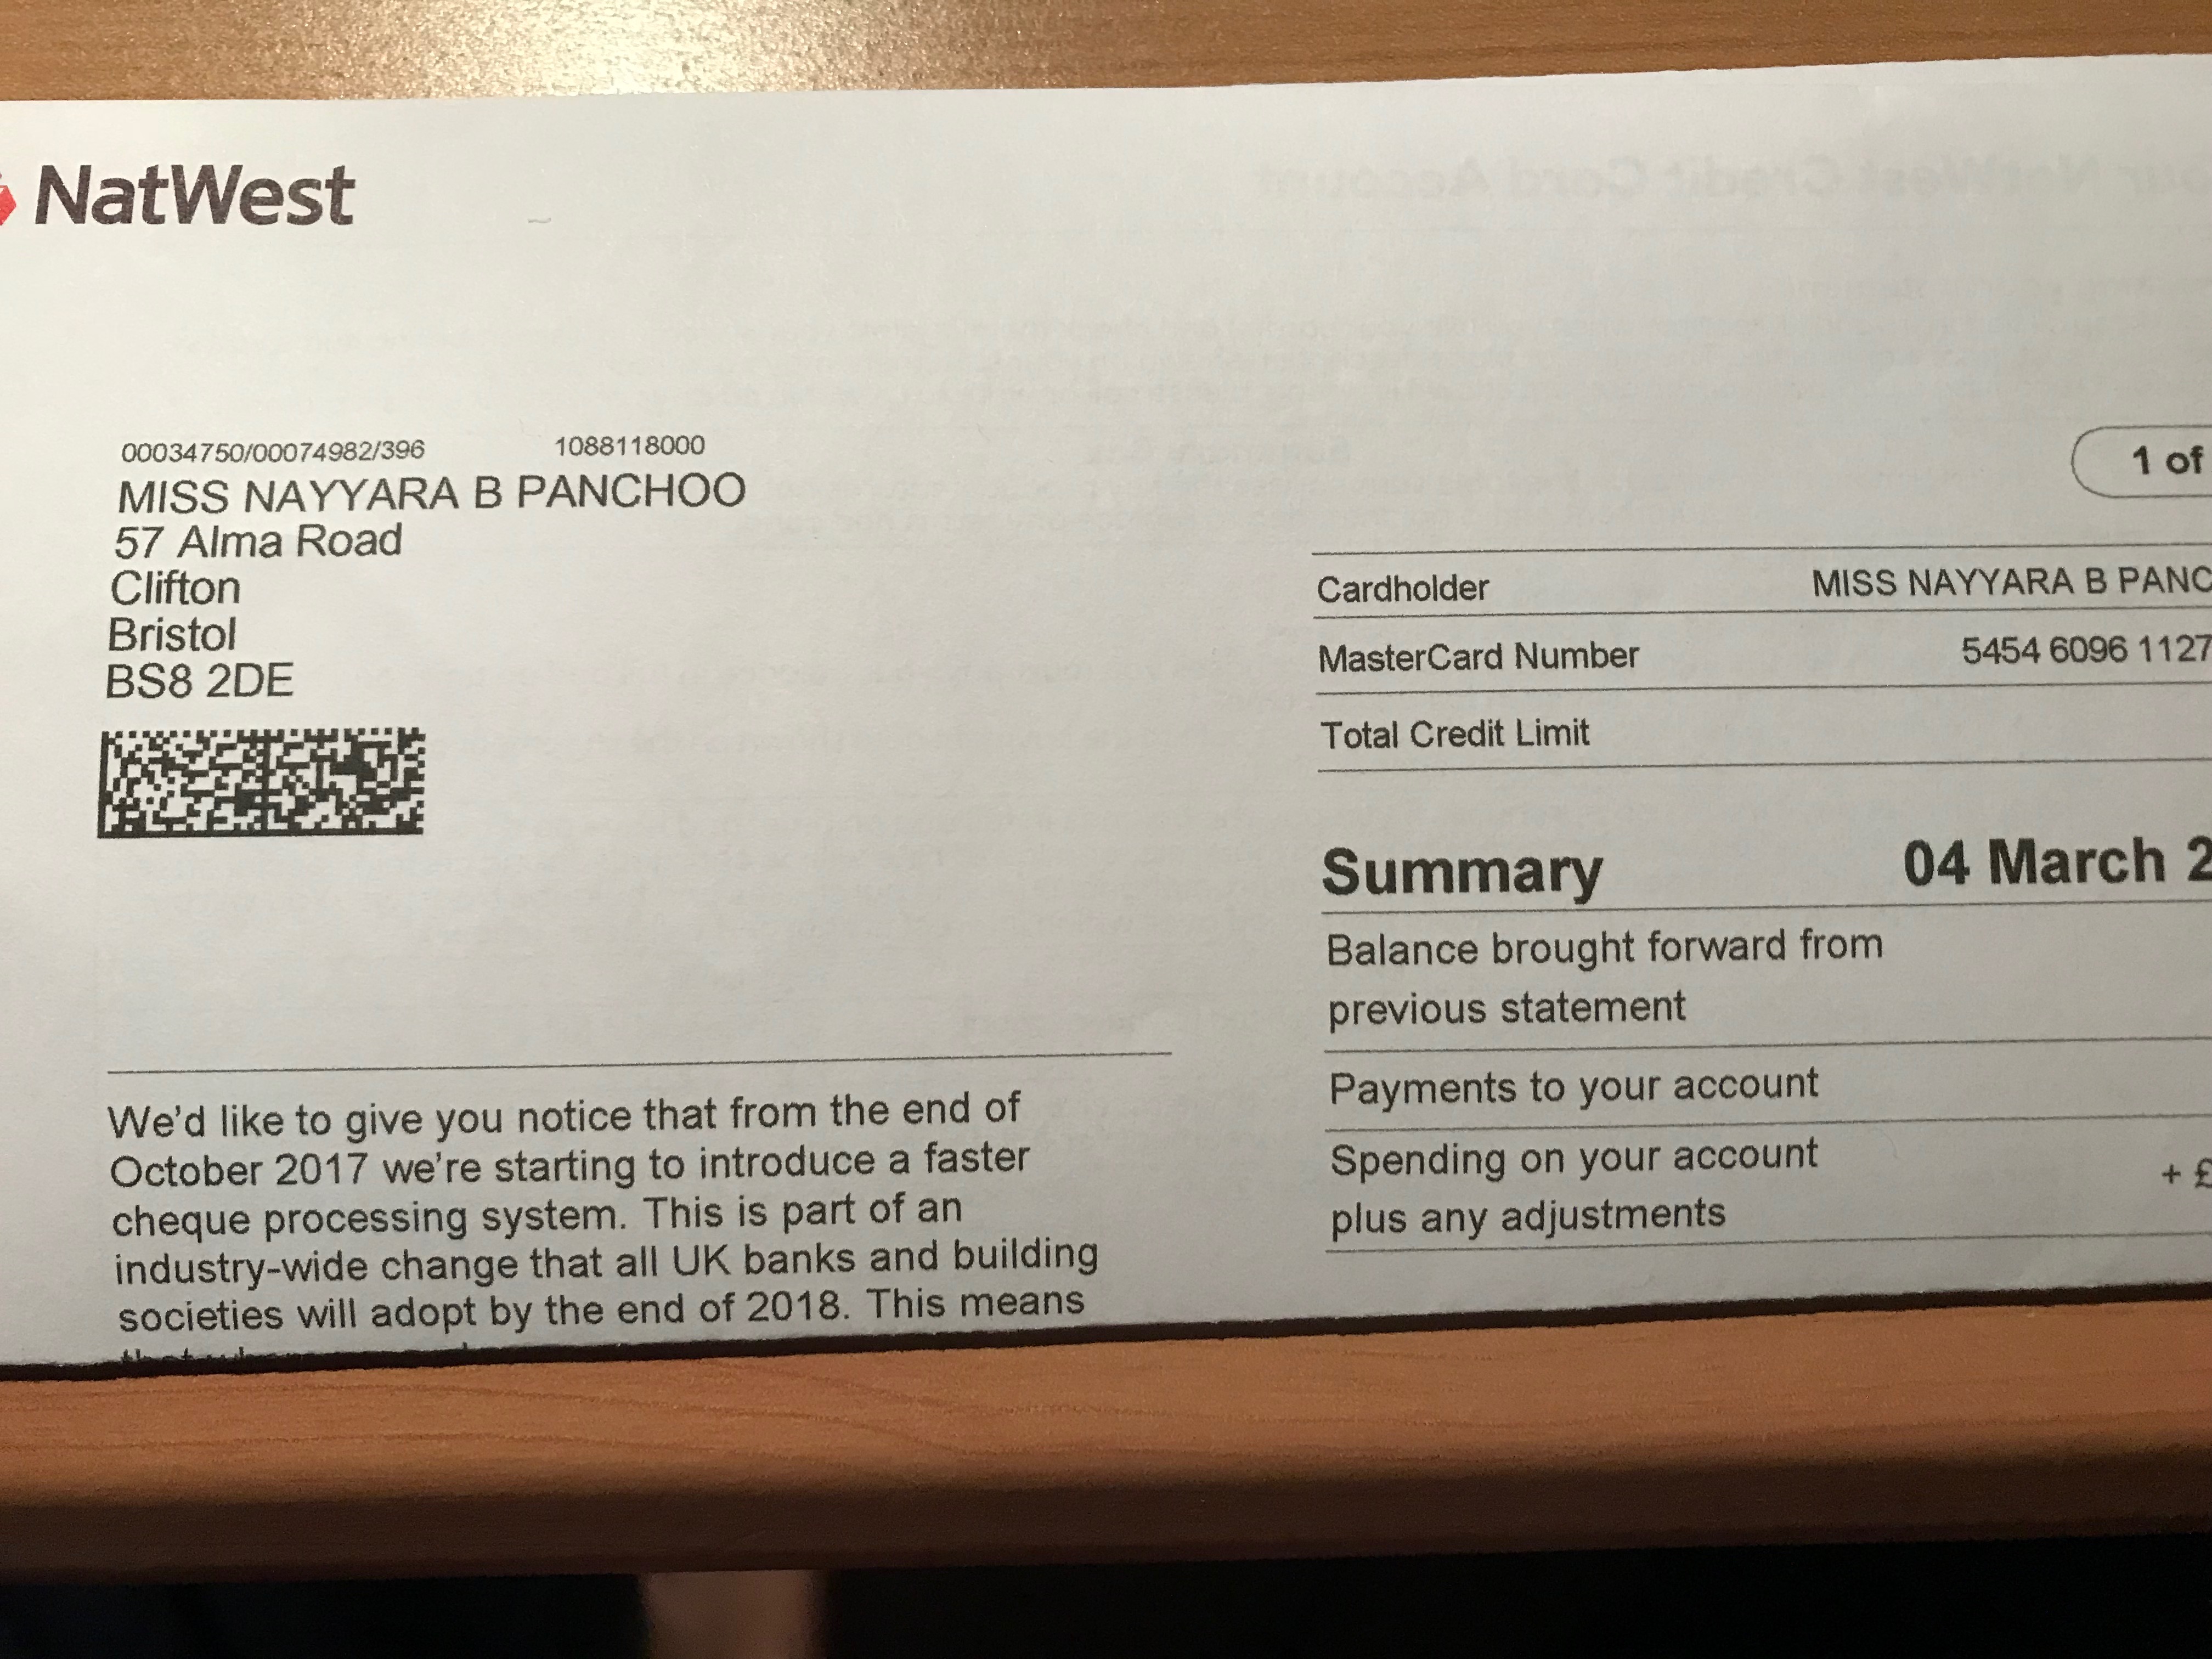 NatWest
1 of
00034750/00074982/396 1088118000
MISS NAYYARA B PANCHOO
57 Alma Road
Clifton
Bristol
BS8 2DE
Cardholder MISS NAYYARA B PANC
MasterCard Number 5454 6096 1127
Total Credit Limit
Summary 04 March 2
Balance brought forward from
previous statement
Payments to your account
Spending on your account + £
plus any adjustments
We'd like to give you notice that from the end of
October 2017 we're starting to introduce a faster
cheque processing system. This is part of an
industry-wide change that all UK banks and building
societies will adopt by the end of 2018. This means